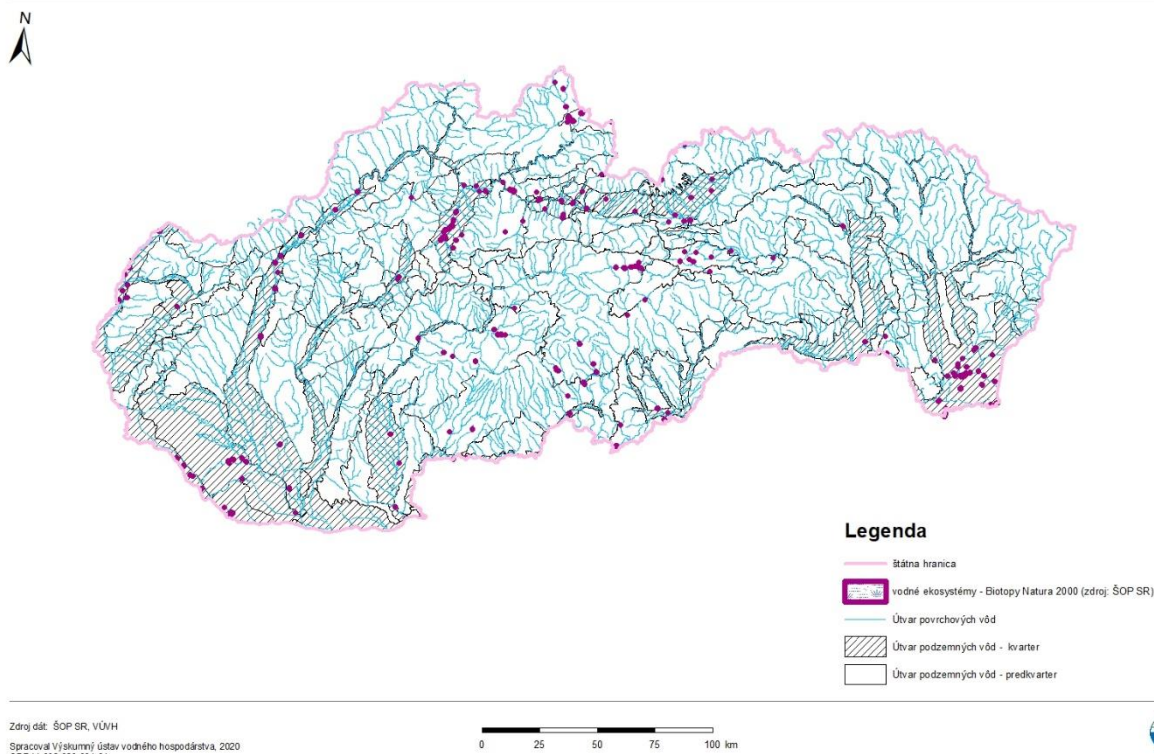 N
Legenda
štátna hranica
vodné ekosystémy - Biotopy Natura 2000 (zdroj: ŠOP SR)
Útvar povrchových vôd
Útvar podzemných vôd - kvarter
Útvar podzemných vôd - predkvarter
Zdroj dát: ŠOP SR, VÚVH
Spracoval Výskumný ústav vodného hospodárstva, 2020
0 25 50 75 100 km